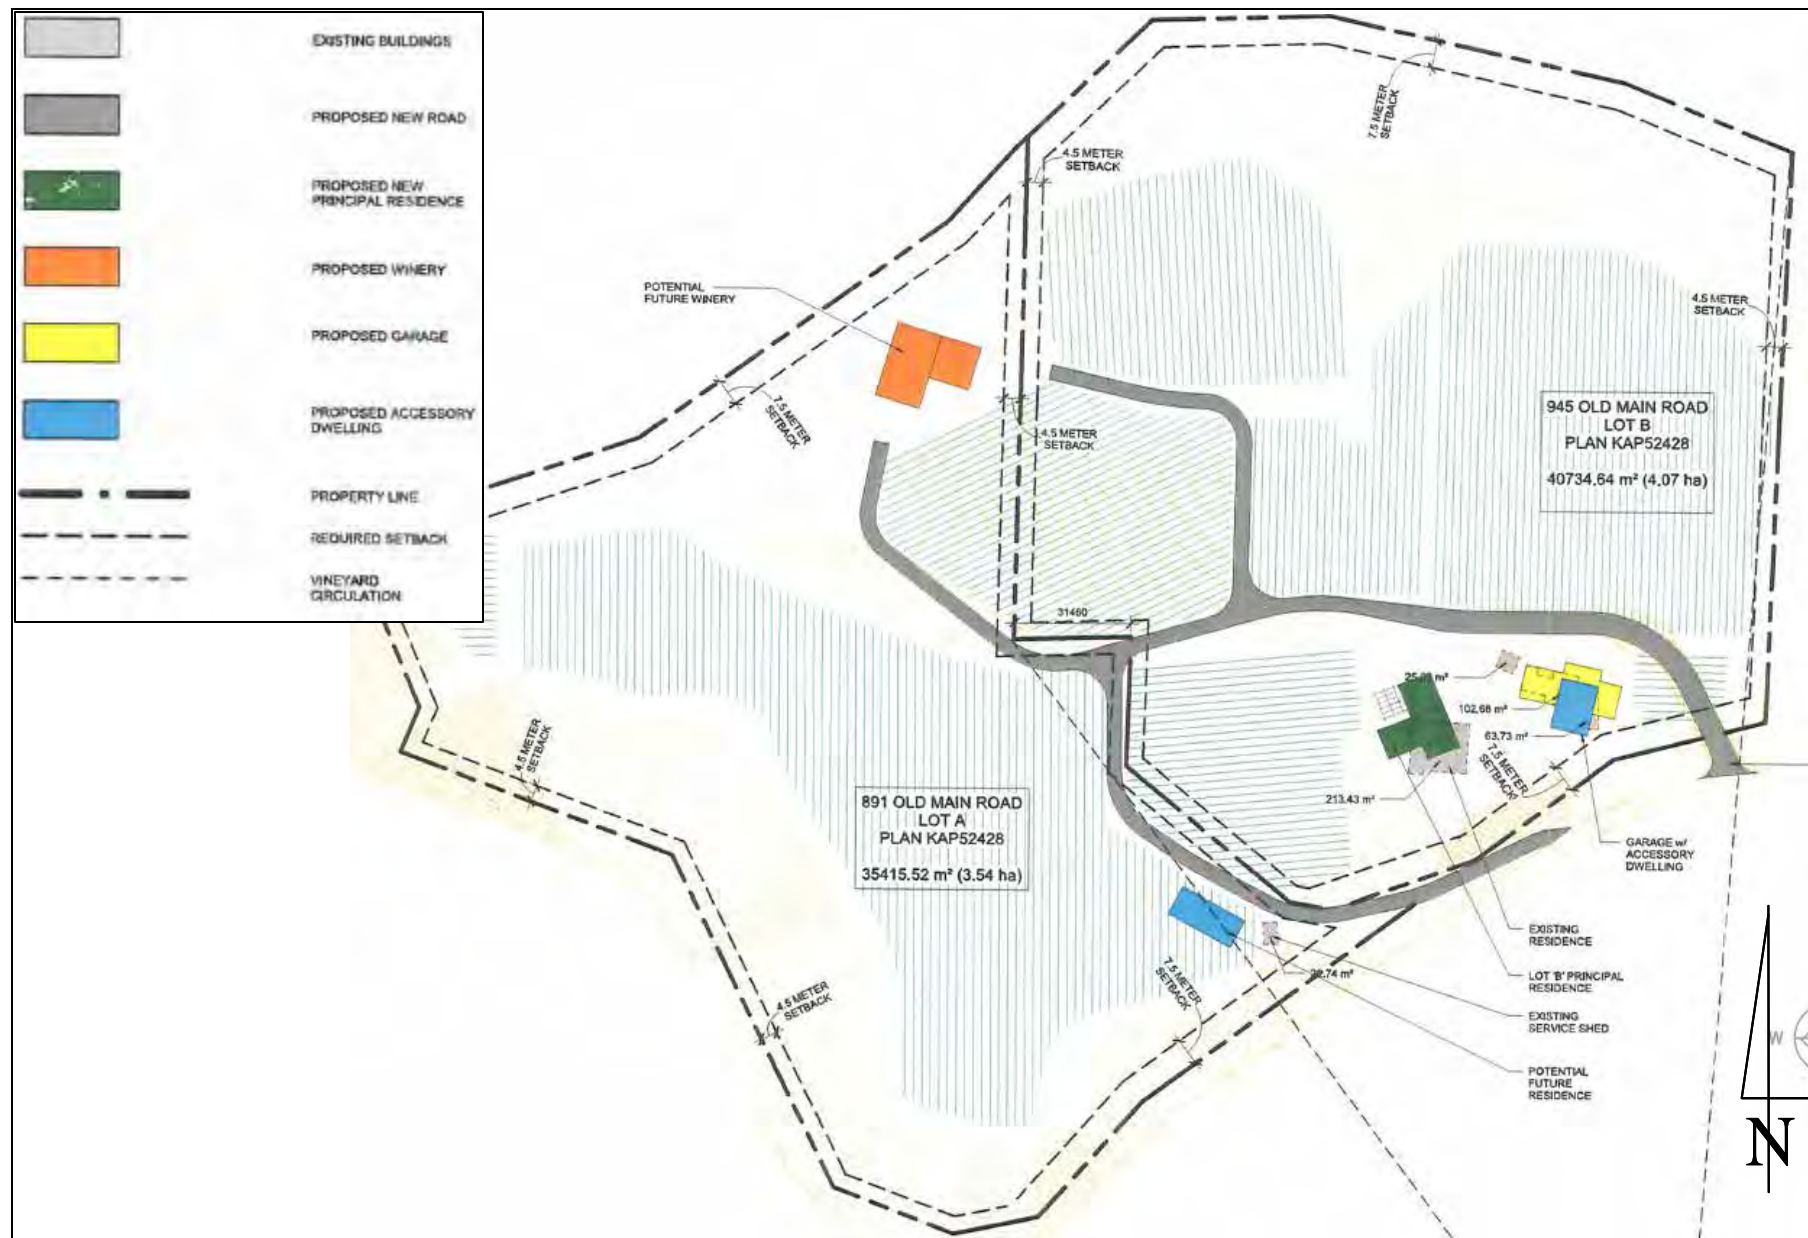 EXISTING BUILDINGS
PROPOSED NEW ROAD
PROPOSED NEW
PRINCIPAL RESIDENCE
PROPOSED WINERY
PROPOSED GARAGE
PROPOSED ACCESSORY
DWELLING
PROPERTY LINE
REQUIRED SETBACK
VINEYARD
CIRCULATION
7.5 METER
SETBACK
4.5 METER
SETBACK
POTENTIAL
FUTURE WINERY
4.5 METER
SETBACK
7.5 METER
SETBACK
4.5 METER
SETBACK
945 OLD MAIN ROAD
LOT B
PLAN KAP52428
40734.64 m² (4.07 ha)
31460
m²
102.68 m²
63.73 m²
7.5 METER
SETBACK
213.43 m²
4.5 METER
SETBACK
891 OLD MAIN ROAD
LOT A
PLAN KAP52428
35415.52 m² (3.54 ha)
GARAGE w/
ACCESSORY
DWELLING
EXISTING
RESIDENCE
7.5 METER
SETBACK
m²
LOT 'B' PRINCIPAL
RESIDENCE
4.5 METER
SETBACK
EXISTING
SERVICE SHED
W
POTENTIAL
FUTURE
RESIDENCE
N